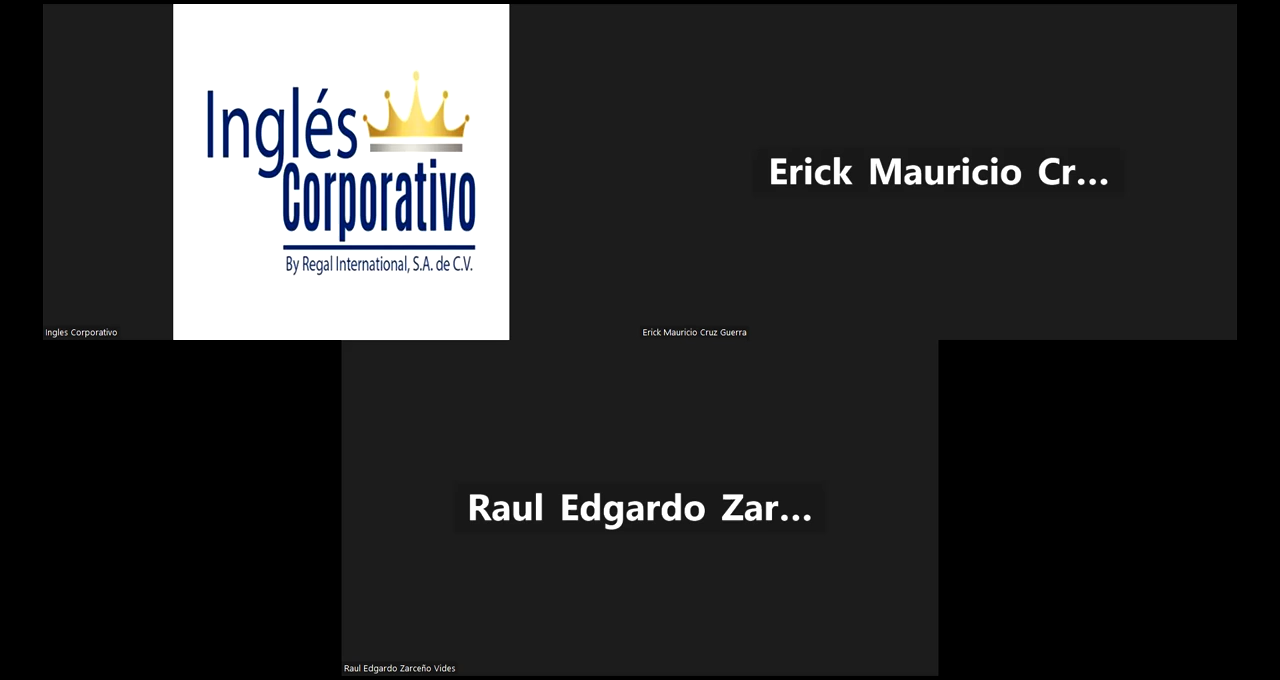 Inglés
Corporativo
By Regal International, S.A. de C.V.
Ingles Corporativo
Erick Mauricio Cr...
Erick Mauricio Cruz Guerra
Raul Edgardo Zar...
Raul Edgardo Zarceño Vides